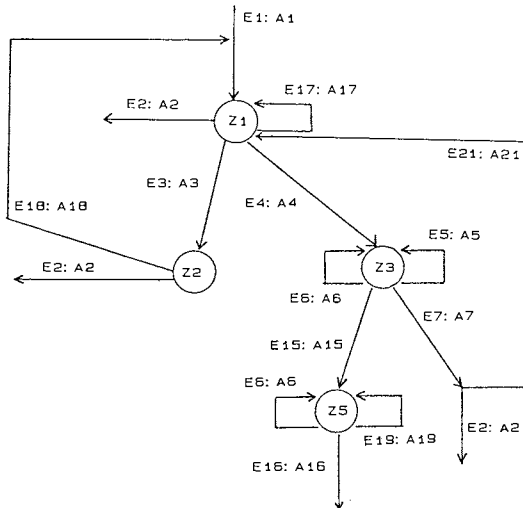 E1: A1
E17: A17
E2: A2
Z1
E21: A21
E3: A3
E4: A4
E18: A18
E5: A5
E2: A2
Z2
Z3
E6: A6
E7: A7
E15: A15
E6: A6
Z5
E2: A2
E19: A19
E16: A16